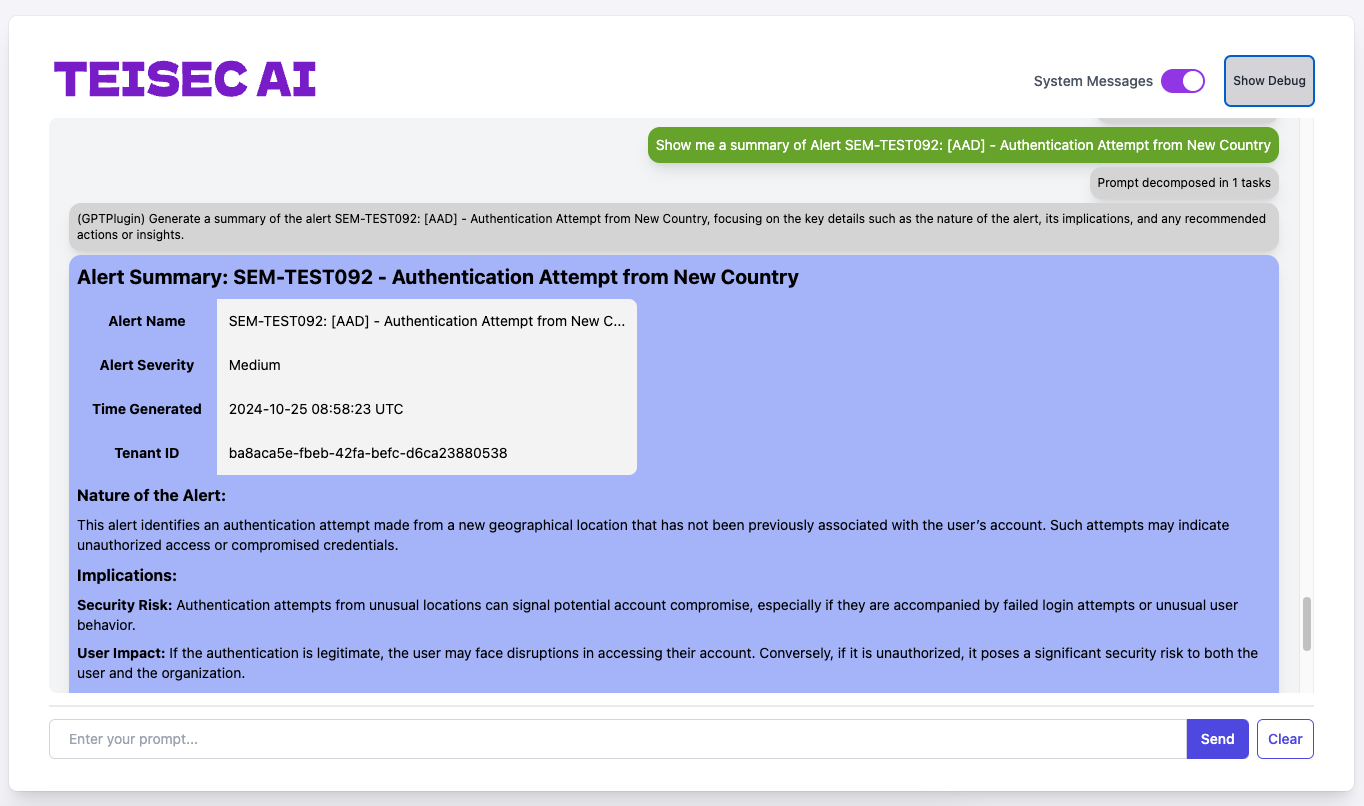 TEISEC AI
System Messages
Show Debug
Show me a summary of Alert SEM-TEST092: [AAD] - Authentication Attempt from New Country
Prompt decomposed in 1 tasks
(GPTPlugin) Generate a summary of the alert SEM-TEST092: [AAD] - Authentication Attempt from New Country, focusing on the key details such as the nature of the alert, its implications, and any recommended
actions or insights.
Alert Summary: SEM-TEST092 - Authentication Attempt from New Country
Alert Name SEM-TEST092: [AAD] - Authentication Attempt from New C...
Alert Severity Medium
Time Generated 2024-10-25 08:58:23 UTC
Tenant ID ba8aca5e-fbeb-42fa-befc-d6ca23880538
Nature of the Alert:
This alert identifies an authentication attempt made from a new geographical location that has not been previously associated with the user’s account. Such attempts may indicate
unauthorized access or compromised credentials.
Implications:
Security Risk: Authentication attempts from unusual locations can signal potential account compromise, especially if they are accompanied by failed login attempts or unusual user
behavior.
User Impact: If the authentication is legitimate, the user may face disruptions in accessing their account. Conversely, if it is unauthorized, it poses a significant security risk to both the
user and the organization.
Enter your prompt...
Send
Clear